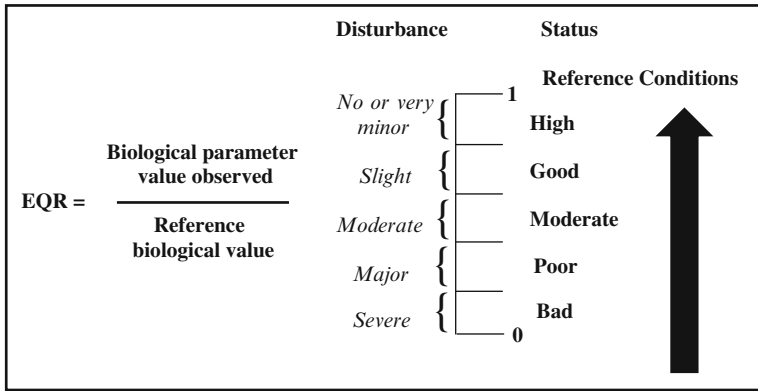 Disturbance Status
Reference Conditions
1
No or very
minor
High
Biological parameter
value observed
EQR =
Reference
biological value
Slight
Good
Moderate
Moderate
Major
Poor
Severe
Bad
0